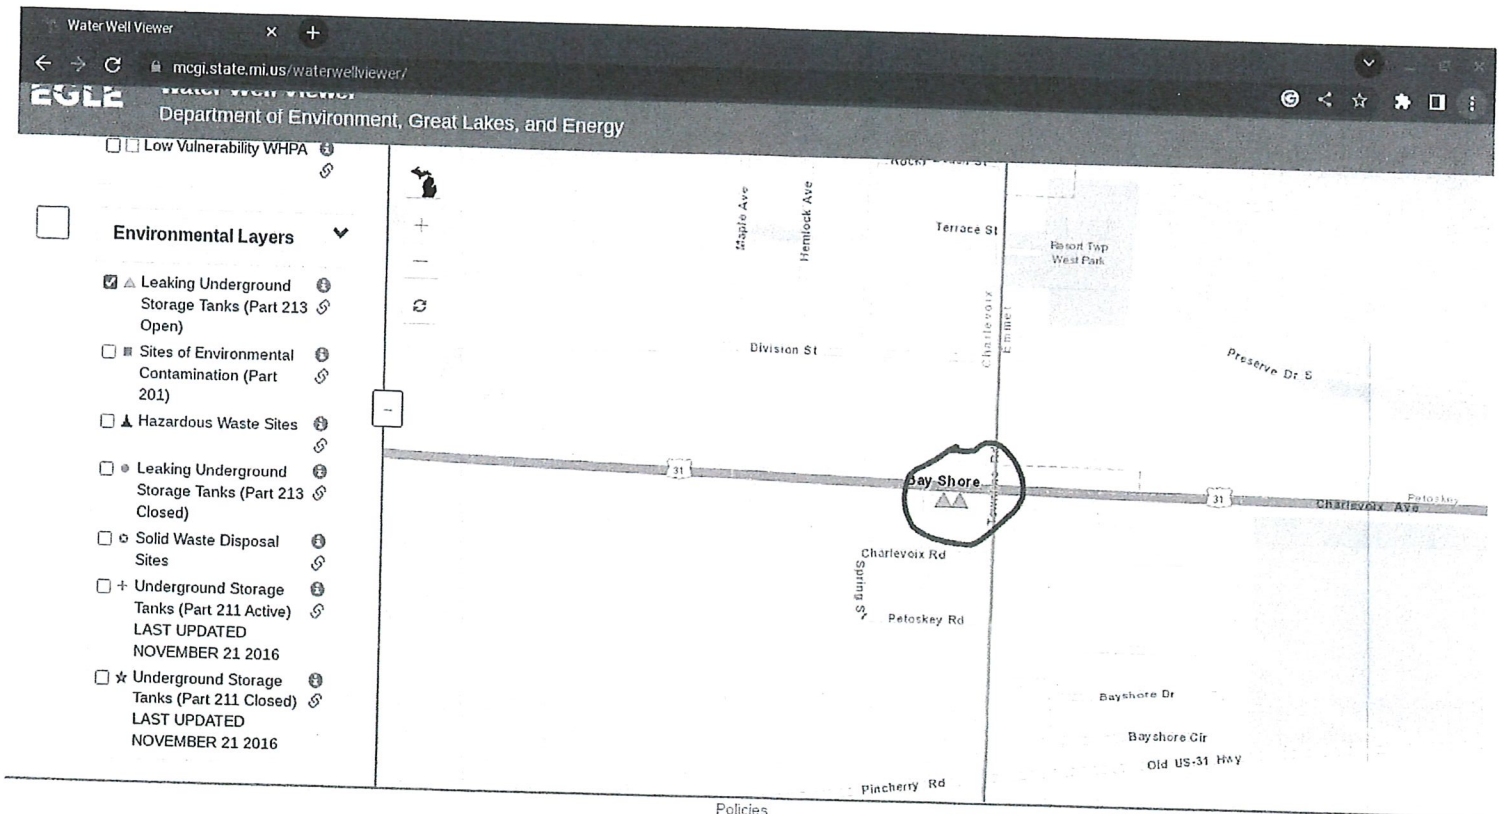 Water Well Viewer
mcgi.state.mi.us/waterwellviewer/
EGLE
Water Well Viewer
Department of Environment, Great Lakes, and Energy
Low Vulnerability WHPA
Environmental Layers
Leaking Underground
Storage Tanks (Part 213
Open)
Sites of Environmental
Contamination (Part
201)
Hazardous Waste Sites
Leaking Underground
Storage Tanks (Part 213
Closed)
Solid Waste Disposal
Sites
Underground Storage
Tanks (Part 211 Active)
LAST UPDATED
NOVEMBER 21 2016
Underground Storage
Tanks (Part 211 Closed)
LAST UPDATED
NOVEMBER 21 2016
Maple Ave
Hemlock Ave
Terrace St
Resort Twp
West Park
Charlevoix
Emmet
Division St
Preserve Dr S
31
Bay Shore
31
Charlevoix Ave
Petoskey
Charlevoix Rd
Spring St
Petoskey Rd
Bayshore Dr
Bayshore Cir
Old US-31 Hwy
Pincherry Rd
Policies